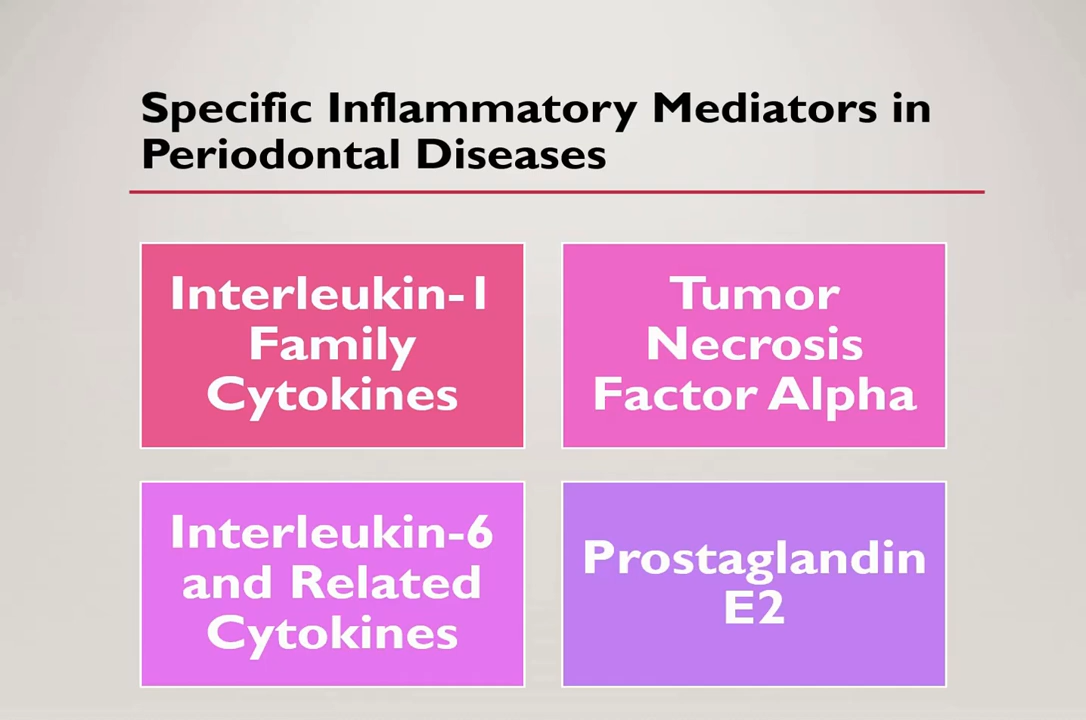 Specific Inflammatory Mediators in
Periodontal Diseases
Interleukin-1
Family
Cytokines
Tumor
Necrosis
Factor Alpha
Interleukin-6
and Related
Cytokines
Prostaglandin
E2